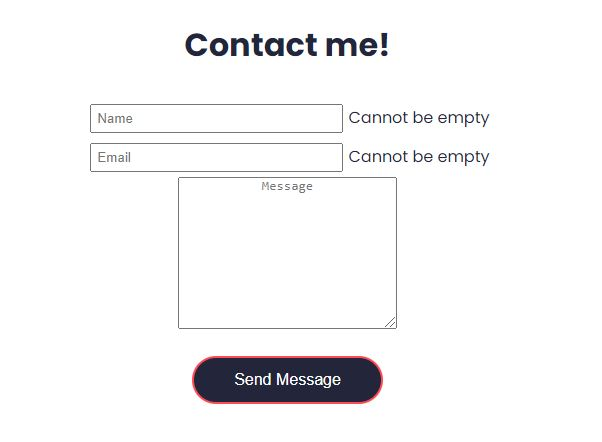 Contact me!
Name Cannot be empty
Email Cannot be empty
Message
Send Message